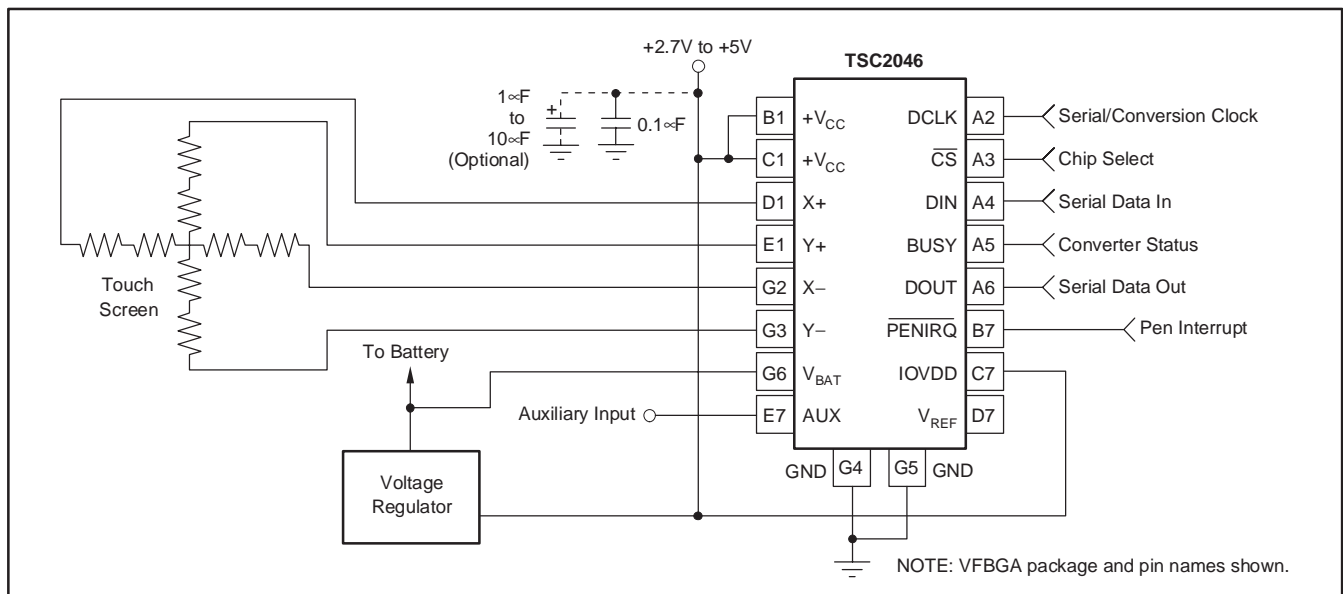 +2.7V to +5V
TSC2046
1∝F
to
10∝F
(Optional)
+
0.1∝F
B1 +VCC DCLK A2 Serial/Conversion Clock
C1 +VCC CS A3 Chip Select
D1 X+ DIN A4 Serial Data In
E1 Y+ BUSY A5 Converter Status
G2 X− DOUT A6 Serial Data Out
G3 Y− PENIRQ B7 Pen Interrupt
G6 VBAT IOVDD C7
Auxiliary Input E7 AUX VREF D7
Touch
Screen
To Battery
Voltage
Regulator
GND G4 G5 GND
NOTE: VFBGA package and pin names shown.